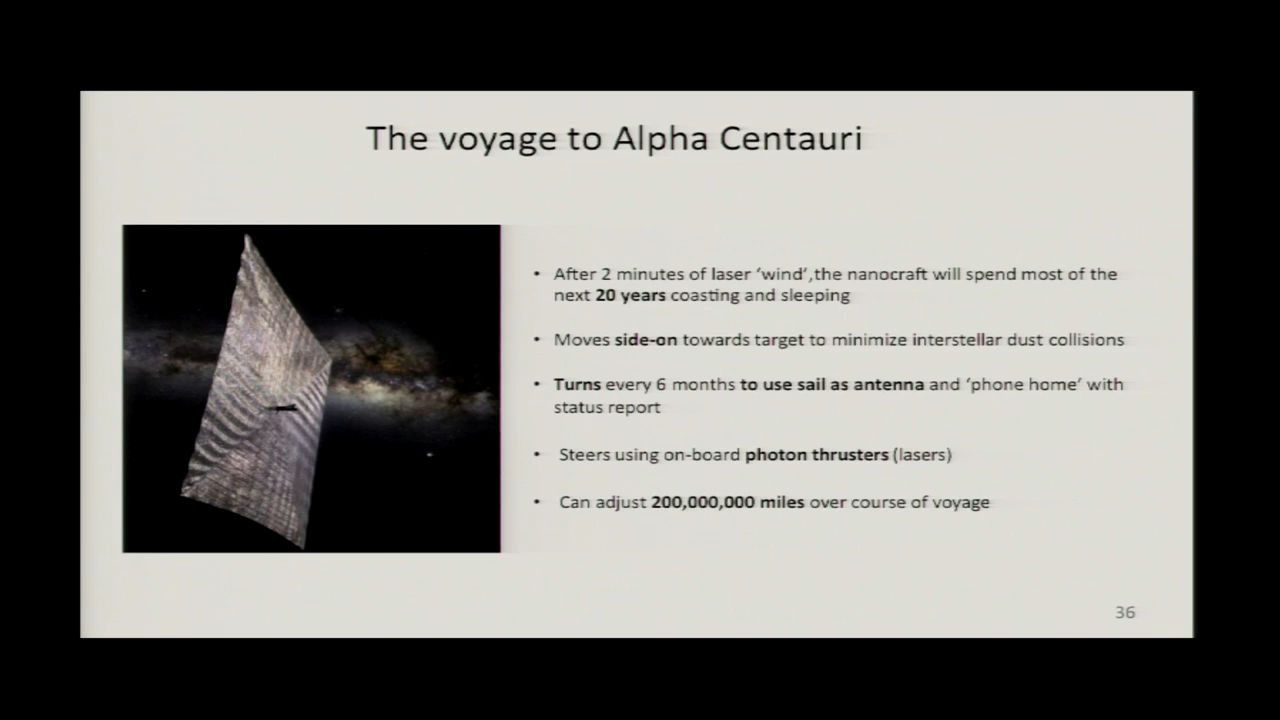 The voyage to Alpha Centauri
• After 2 minutes of laser ‘wind’,the nanocraft will spend most of the
next 20 years coasting and sleeping
• Moves side-on towards target to minimize interstellar dust collisions
• Turns every 6 months to use sail as antenna and ‘phone home’ with
status report
• Steers using on-board photon thrusters (lasers)
• Can adjust 200,000,000 miles over course of voyage
36